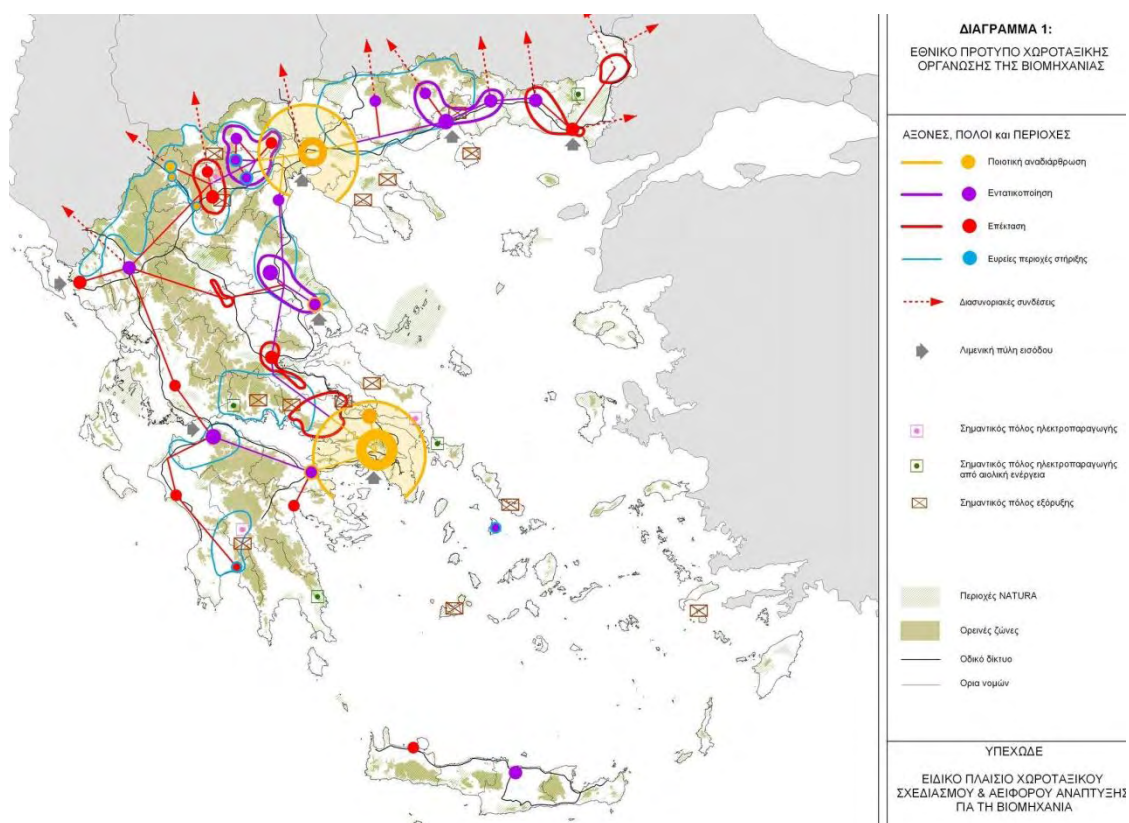 ΔΙΑΓΡΑΜΜΑ 1:
ΕΘΝΙΚΟ ΠΡΟΤΥΠΟ ΧΩΡΟΤΑΞΙΚΗΣ
ΟΡΓΑΝΩΣΗΣ ΤΗΣ ΒΙΟΜΗΧΑΝΙΑΣ
ΑΞΟΝΕΣ, ΠΟΛΟΙ και ΠΕΡΙΟΧΕΣ
Ποιοτική αναδιάρθρωση
Εντατικοποίηση
Επέκταση
Ευρείες περιοχές στήριξης
Διασυνοριακές συνδέσεις
Λιμενική πύλη εισόδου
Σημαντικός πόλος ηλεκτροπαραγωγής
Σημαντικός πόλος ηλεκτροπαραγωγής
από αιολική ενέργεια
Σημαντικός πόλος εξόρυξης
Περιοχές NATURA
Ορεινές ζώνες
Οδικό δίκτυο
Ορια νομών
ΥΠΕΧΩΔΕ
ΕΙΔΙΚΟ ΠΛΑΙΣΙΟ ΧΩΡΟΤΑΞΙΚΟΥ
ΣΧΕΔΙΑΣΜΟΥ & ΑΕΙΦΟΡΟΥ ΑΝΑΠΤΥΞΗΣ
ΓΙΑ ΤΗ ΒΙΟΜΗΧΑΝΙΑ